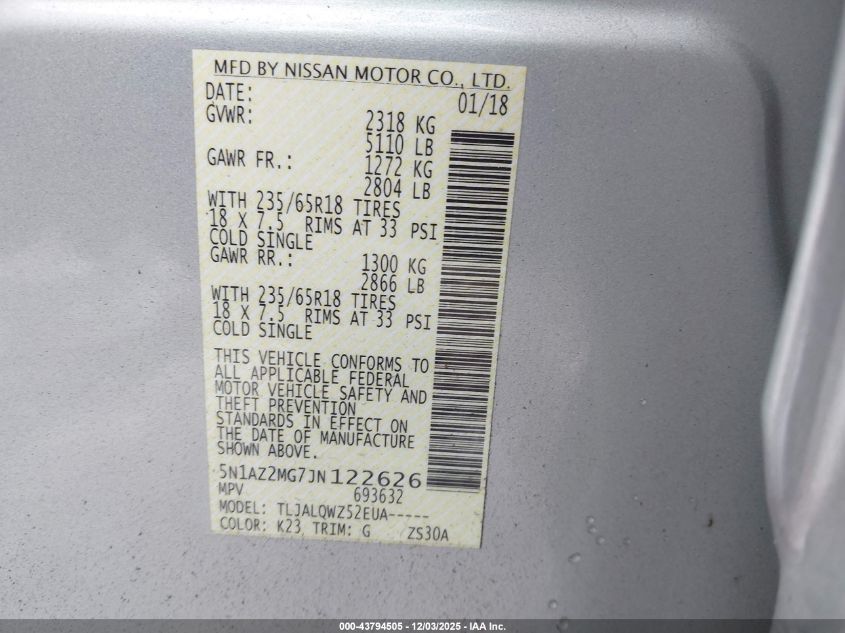 MFD BY NISSAN MOTOR CO., LTD.
DATE: 01/18
GVWR: 2318 KG
5110 LB
GAWR FR.: 1272 KG
2804 LB
WITH 235/65R18 TIRES
18 X 7.5 RIMS AT 33 PSI
COLD SINGLE
GAWR RR.: 1300 KG
2866 LB
WITH 235/65R18 TIRES
18 X 7.5 RIMS AT 33 PSI
COLD SINGLE
THIS VEHICLE CONFORMS TO
ALL APPLICABLE FEDERAL
MOTOR VEHICLE SAFETY AND
THEFT PREVENTION
STANDARDS IN EFFECT ON
THE DATE OF MANUFACTURE
SHOWN ABOVE.
5N1AZ2MG7JN122626
MPV 693632
MODEL: TLJALQWZ52EUA-----
COLOR: K23 TRIM: G ZS30A
000-43794505 - 12/03/2025 - IAA Inc.